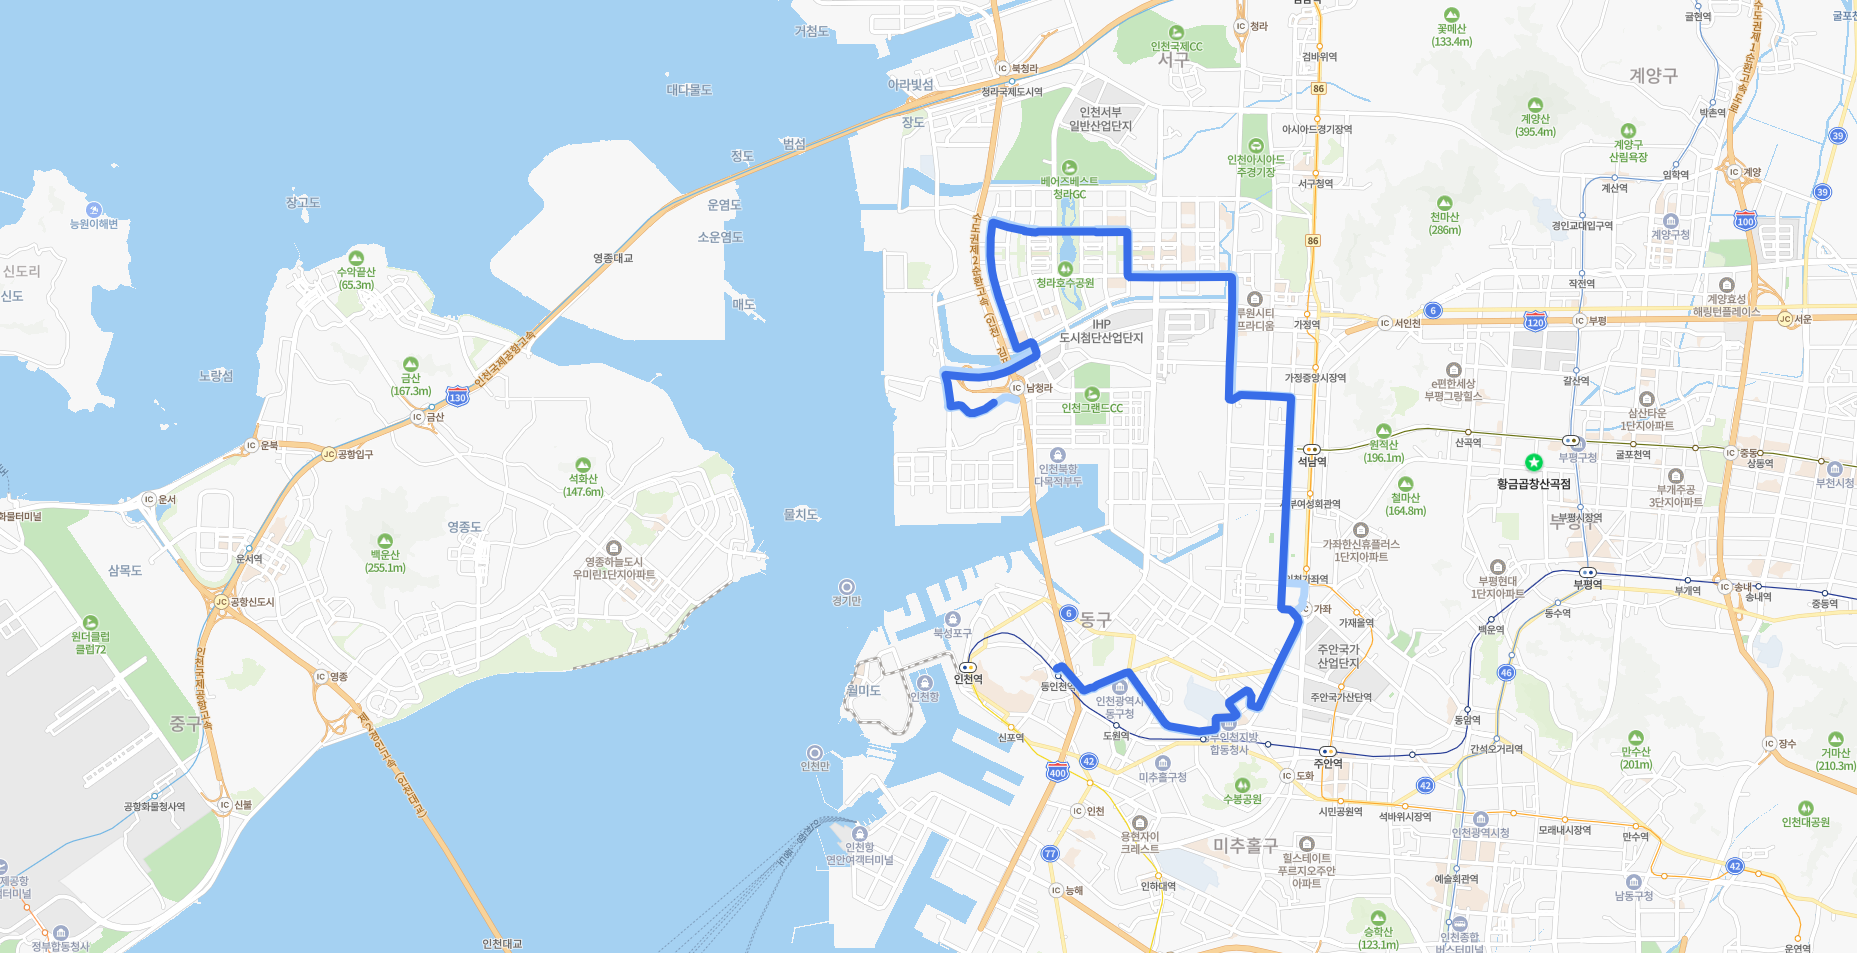 거첨도
인천국제CC
서구
IC 청라
검바위역
꽃메산
(133.4m)
귤현역
계양구
수도권제1순환고속도로
IC 북청라
대다물도
아라빛섬
청라국제도시역
86
장도
인천서부
일반산업단지
아시아드경기장역
계양산
(395.4m)
박촌역
39
범섬
정도
계양구
산림욕장
인천아시아드
주경기장
베어즈베스트
청라GC
서구청역
임학역
IC 계양
계산역
39
장고도
능원이해변
운염도
소운염도
천마산
(286m)
경인교대입구역
계양구청
100
86
수도권제2순환고속
(인천
영종대교
신도리
신도
수악끝산
(65.3m)
청라호수공원
작전역
계양효성
해링턴플레이스
매도
루원시티
프라디움
가정역
IC 서인천
6
120
IC 부평
JC 서운
IHP
도시첨단산업단지
인천국제공항고속
노랑섬
금산
(167.3m)
130
IC 금산
IC 남청라
인천그랜드CC
가정중앙시장역
e편한세상
부평그랑힐스
갈산역
삼산타운
1단지아파트
IC 운북
JC 공항입구
원적산
(196.1m)
산곡역
석남역
부평구청
굴포천역
IC 중동
상동역
인천북항
다목적부두
석화산
(147.6m)
황금곱창산곡점
철마산
(164.8m)
부개주공
3단지아파트
부천시청
IC 운서
화물터미널
물치도
부여성회관역
부평시장역
영종도
백운산
(255.1m)
운서역
영종하늘도시
우미린1단지아파트
가좌한신휴플러스
1단지아파트
삼목도
인천가좌역
부평현대
1단지아파트
부평역
부개역
IC 송내
송내역
중동역
경기만
JC 공항신도시
북성포구
6
동구
가좌
가재울역
동수역
백운역
원더클럽
클럽72
인천국제공항고속
주안국가
산업단지
46
IC 영종
월미도
인천항
인천역
동인천역
인천광역시
동구청
주안국가산단역
중구
제2경인고속 (인천대교)
신포역
도원역
인천지방
합동청사
동암역
간석오거리역
만수산
(201m)
IC 장수
거마산
(210.3m)
인천만
400
42
미추홀구청
수봉공원
IC 도화
주안역
42
공항화물청사역
IC 신불
IC 인천
시민공원역
석바위시장역
인천광역시청
모래내시장역
만수역
인천대공원
인천항
연안여객터미널
77
용현자이
크레스트
미추홀구
힐스테이트
푸르지오주안
아파트
42
IC 능해
인하대역
예술회관역
남동구청
정부합동청사
인천대교
승학산
(123.1m)
인천종합
버스터미널
운연역